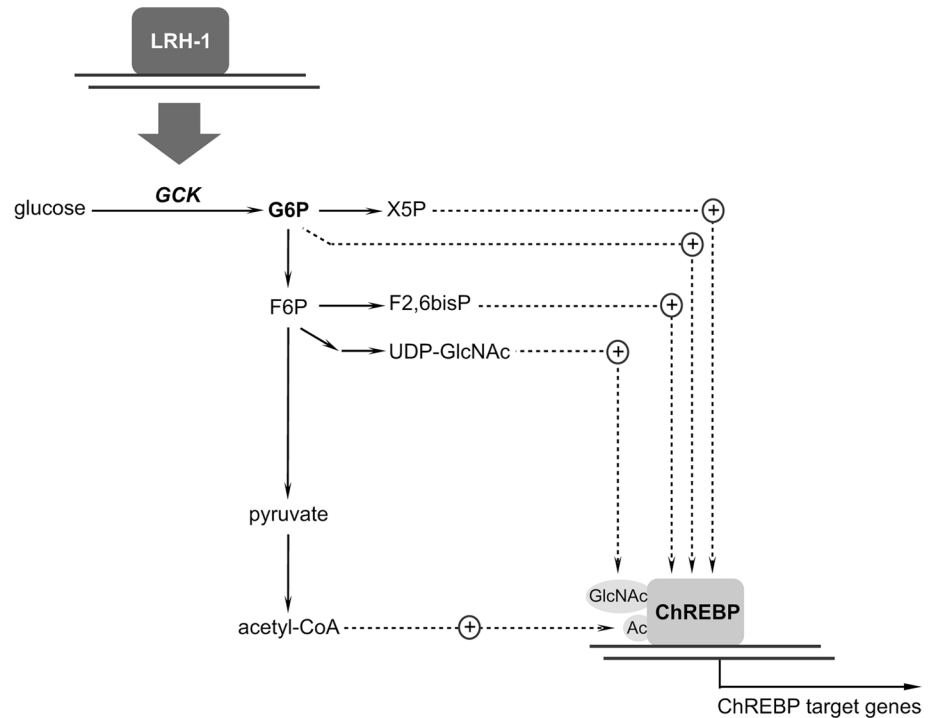 LRH-1
GCK
glucose
G6P
X5P
+
+
F6P
F2,6bisP
+
UDP-GlcNAc
+
pyruvate
GlcNAc
ChREBP
acetyl-CoA
+
Ac
ChREBP target genes